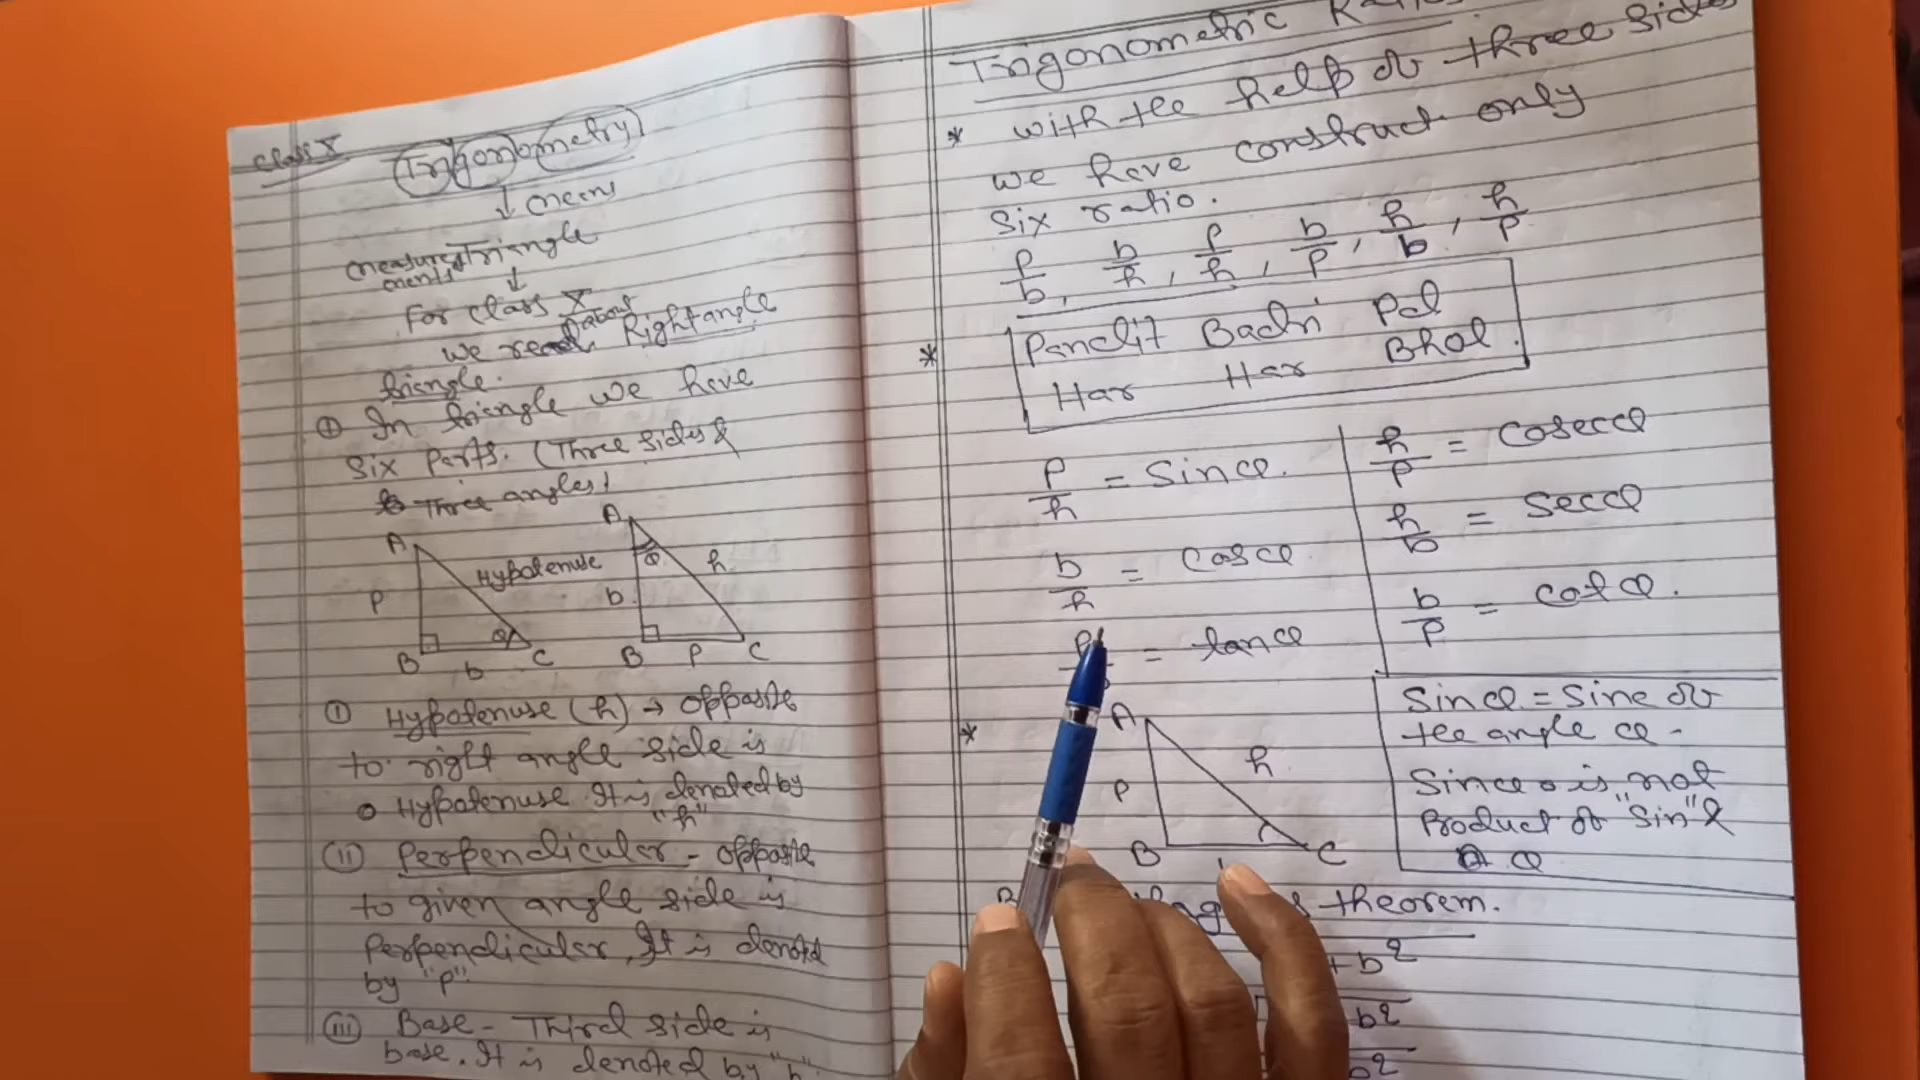 Class X
Trigonometry
↓ means
measurements Triangle
↓
For class X
we read about Right angle
triangle.
① In triangle we have
six parts. (Three sides &
Three angles)
A A
Hypotenuse θ h
P b
θ
B b C B P C
① Hypotenuse (h) → opposite
to right angle side is
Hypotenuse. It is denoted by
"h"
(ii) Perpendicular - opposite
to given angle side is
Perpendicular. It is denoted
by "P"
(iii) Base - Third side is
base. It is denoted by "b".
Trigonometric
* with the help of three sides
we have construct only
six ratio.
P/b, b/h, P/h, b/P, h/b, h/P
* Pandit Badri Pd
Har Har Bhol.
P/h = Sinθ. h/P = Cosecθ
b/h = Cosθ h/b = Secθ
= tanθ b/P = Cotθ.
* A
h
P
B C
Sinθ = Sine of
the angle θ.
Sinθ is not
Product of "Sin" &
θ
theorem.
+ b²
b²
b²